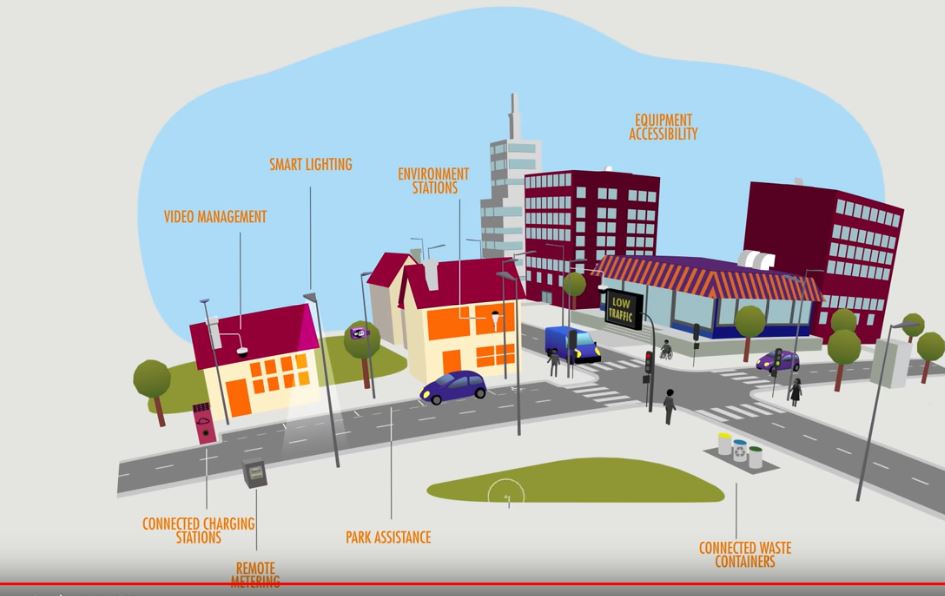 EQUIPMENT
ACCESSIBILITY
SMART LIGHTING
ENVIRONMENT
STATIONS
VIDEO MANAGEMENT
LOW
TRAFFIC
CONNECTED CHARGING
STATIONS
PARK ASSISTANCE
CONNECTED WASTE
CONTAINERS
REMOTE
METERING